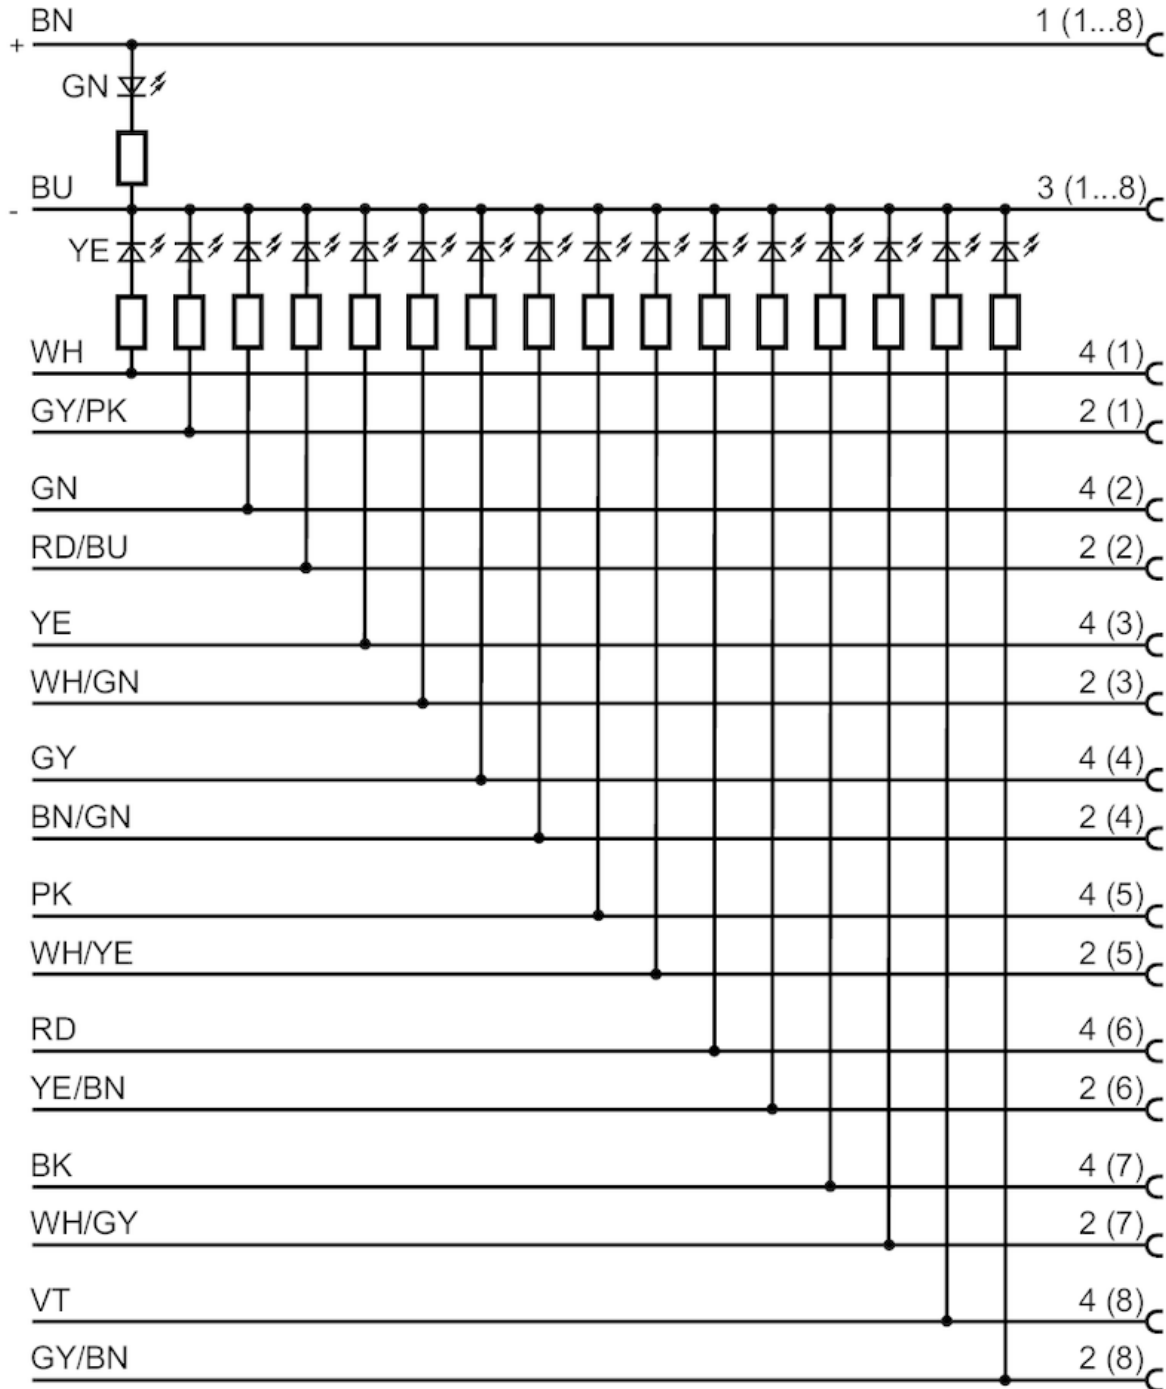 BN 1 (1...8)
+
GN
BU 3 (1...8)
-
YE
WH 4 (1)
GY/PK 2 (1)
GN 4 (2)
RD/BU 2 (2)
YE 4 (3)
WH/GN 2 (3)
GY 4 (4)
BN/GN 2 (4)
PK 4 (5)
WH/YE 2 (5)
RD 4 (6)
YE/BN 2 (6)
BK 4 (7)
WH/GY 2 (7)
VT 4 (8)
GY/BN 2 (8)